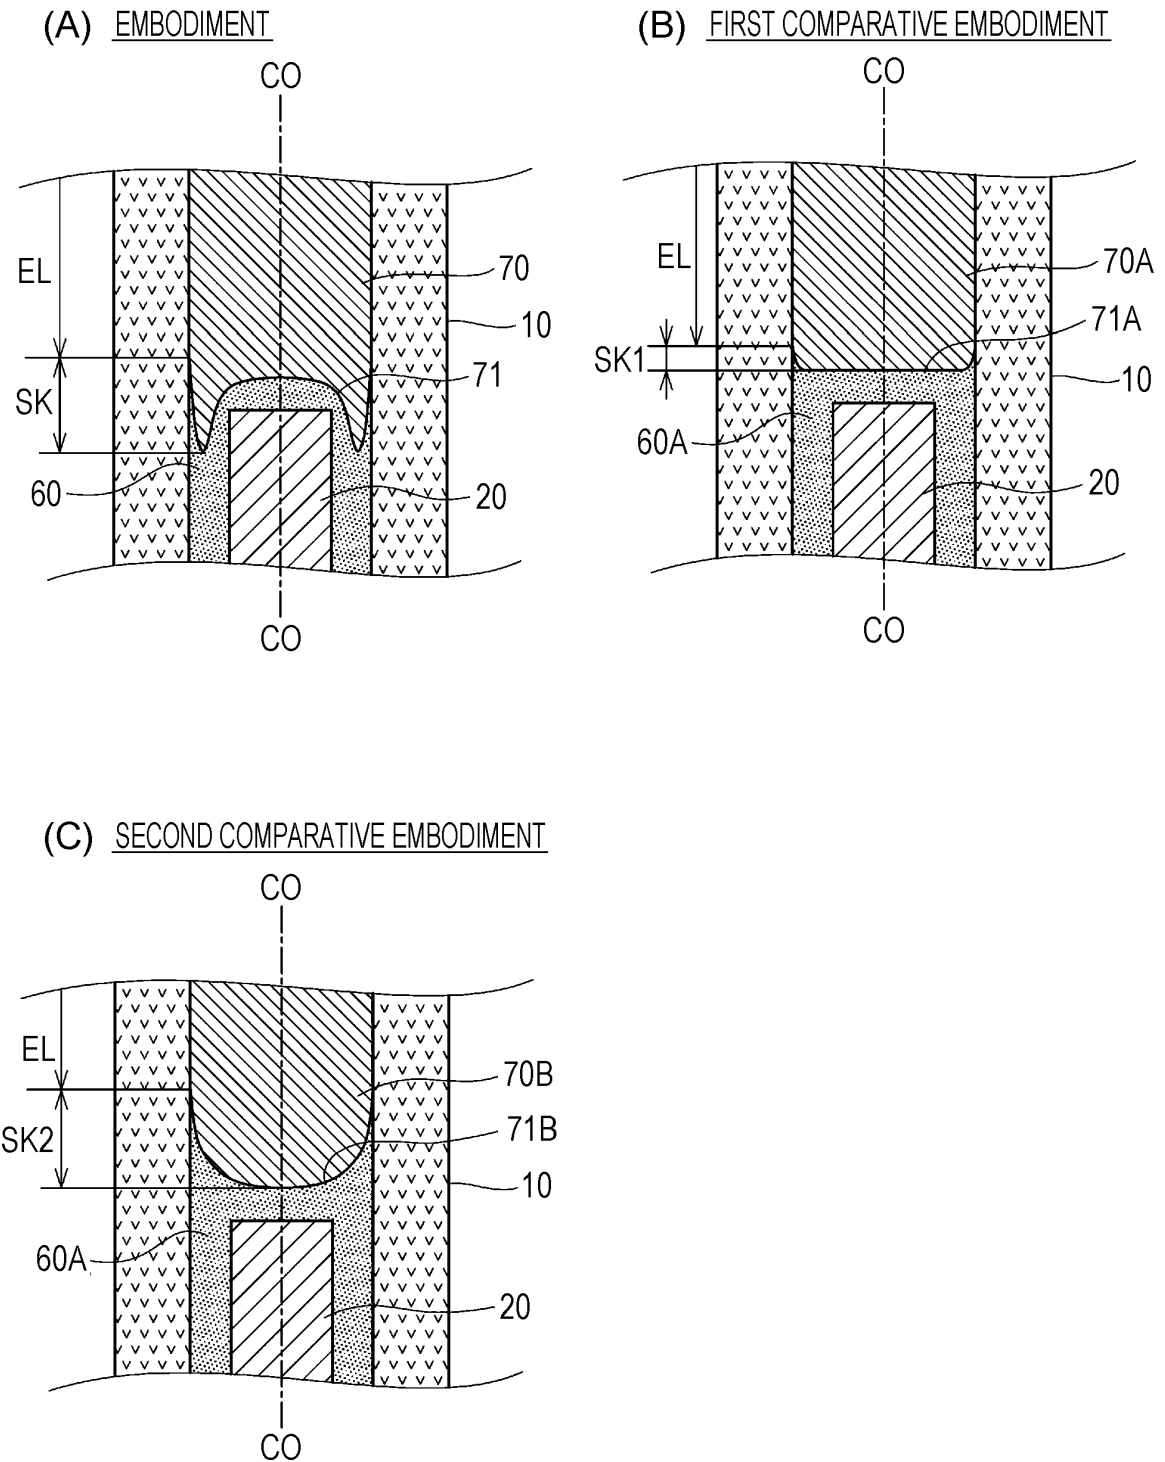 (A) EMBODIMENT
CO
EL
SK
60
70
10
71
20
CO
(B) FIRST COMPARATIVE EMBODIMENT
CO
EL
SK1
60A
70A
71A
10
20
CO
(C) SECOND COMPARATIVE EMBODIMENT
CO
EL
SK2
60A
70B
71B
10
20
CO